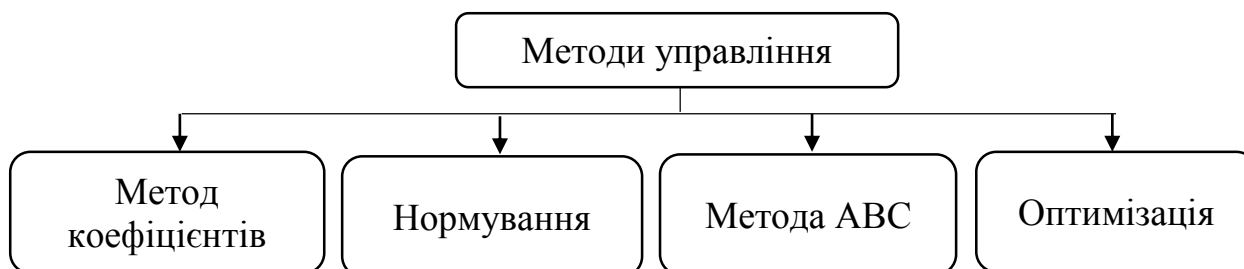 Методи управління
Метод
коефіцієнтів
Нормування
Метода АВС
Оптимізація